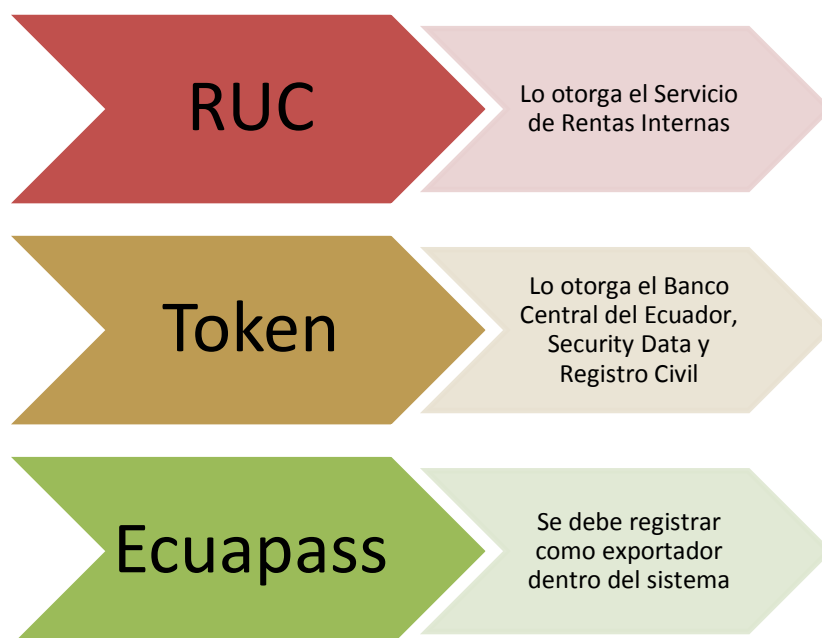 RUC
Lo otorga el Servicio
de Rentas Internas
Token
Lo otorga el Banco
Central del Ecuador,
Security Data y
Registro Civil
Ecuapass
Se debe registrar
como exportador
dentro del sistema